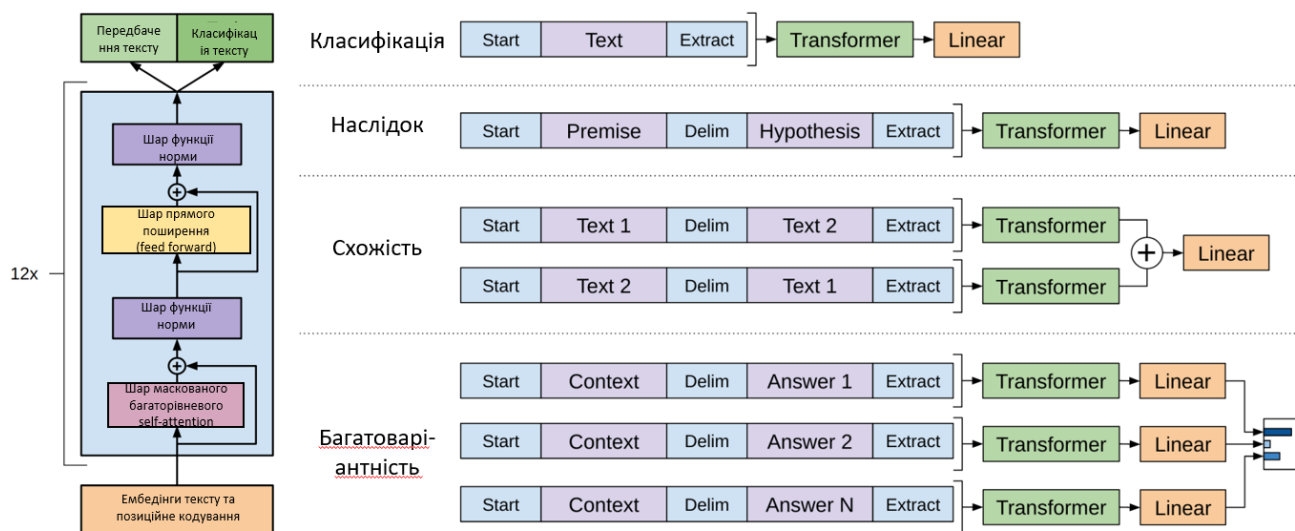 Передбаче
ння тексту
Класифікац
ія тексту
Шар функції
норми
Шар прямого
поширення
(feed forward)
12x
Шар функції
норми
Шар маскованого
багаторівневого
self-attention
Ембедінги тексту та
позиційне кодування
Класифікація
Start Text Extract Transformer Linear
Наслідок
Start Premise Delim Hypothesis Extract Transformer Linear
Схожість
Start Text 1 Delim Text 2 Extract Transformer
+ Linear
Start Text 2 Delim Text 1 Extract Transformer
Багатоварі-
антність
Start Context Delim Answer 1 Extract Transformer Linear
Start Context Delim Answer 2 Extract Transformer Linear
Start Context Delim Answer N Extract Transformer Linear